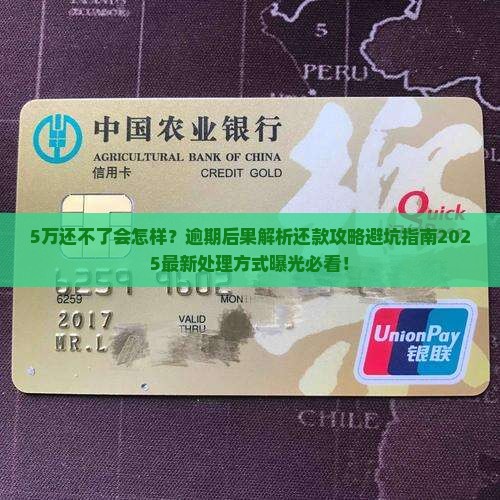 PERU
中国农业银行
AGRICULTURAL BANK OF CHINA
信用卡
CREDIT GOLD
Quick
5万还不了会怎样？逾期后果解析还款攻略避坑指南202
5最新处理方式曝光必看！
6259
MON
2017
VALID
THRU
MR.L
UnionPay
银联
CHILE